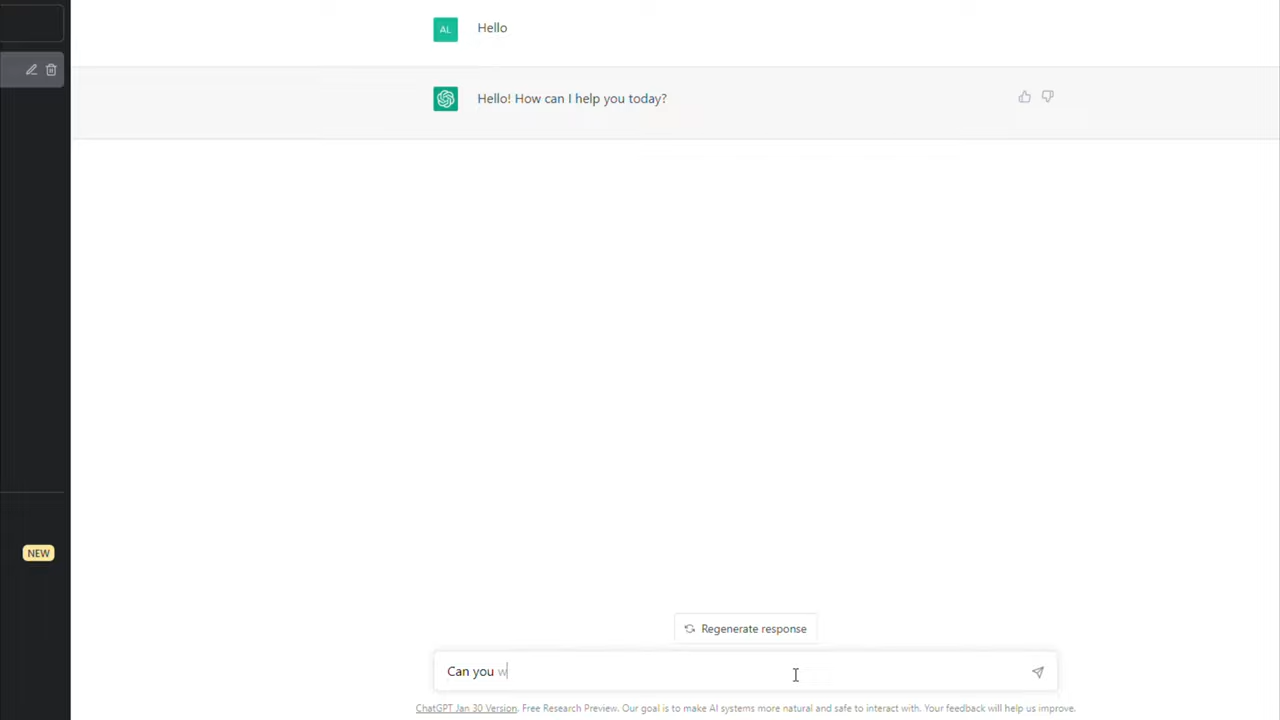 AL
Hello
Hello! How can I help you today?
NEW
Regenerate response
Can you w
ChatGPT Jan 30 Version. Free Research Preview. Our goal is to make AI systems more natural and safe to interact with. Your feedback will help us improve.